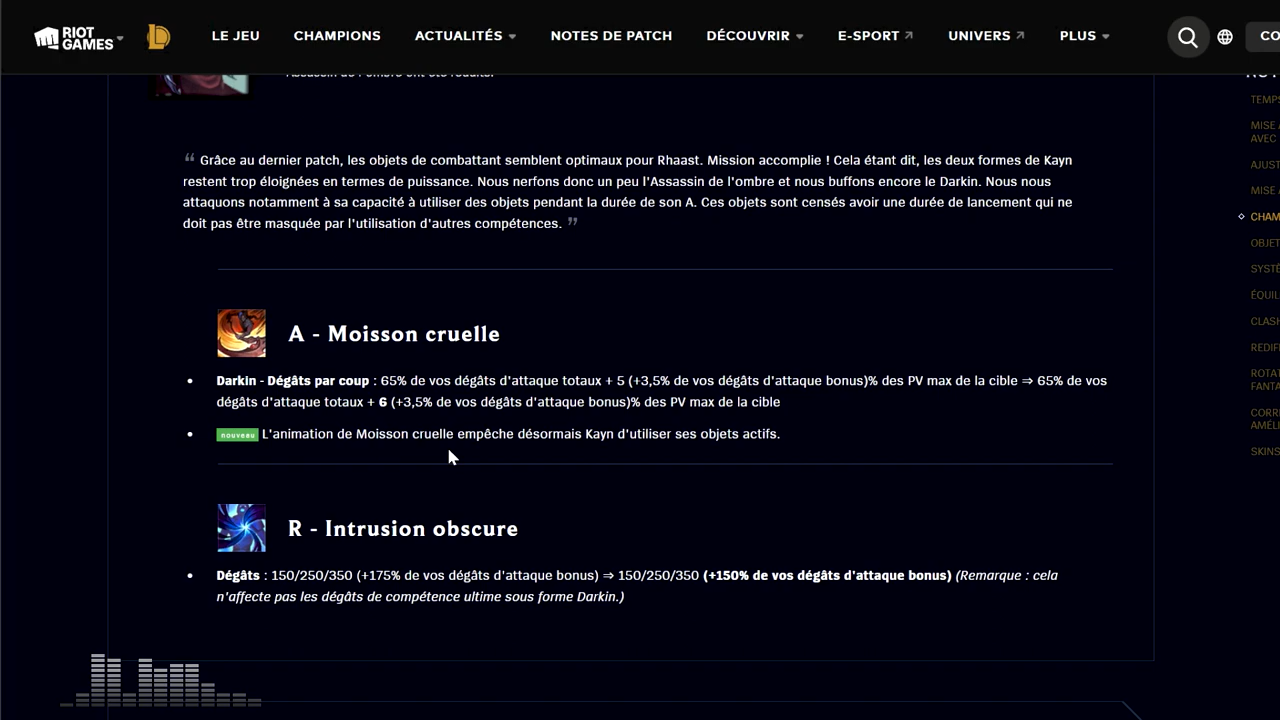 RIOT GAMES
LE JEU CHAMPIONS ACTUALITÉS NOTES DE PATCH DÉCOUVRIR E-SPORT UNIVERS PLUS CO
Assassin de l'ombre ont été réduits.
“ Grâce au dernier patch, les objets de combattant semblent optimaux pour Rhaast. Mission accomplie ! Cela étant dit, les deux formes de Kayn
restent trop éloignées en termes de puissance. Nous nerfons donc un peu l'Assassin de l'ombre et nous buffons encore le Darkin. Nous nous
attaquons notamment à sa capacité à utiliser des objets pendant la durée de son A. Ces objets sont censés avoir une durée de lancement qui ne
doit pas être masquée par l'utilisation d'autres compétences. ”
A - Moisson cruelle
• Darkin - Dégâts par coup : 65% de vos dégâts d'attaque totaux + 5 (+3,5% de vos dégâts d'attaque bonus)% des PV max de la cible ⇒ 65% de vos
dégâts d'attaque totaux + 6 (+3,5% de vos dégâts d'attaque bonus)% des PV max de la cible
• nouveau L'animation de Moisson cruelle empêche désormais Kayn d'utiliser ses objets actifs.
R - Intrusion obscure
• Dégâts : 150/250/350 (+175% de vos dégâts d'attaque bonus) ⇒ 150/250/350 (+150% de vos dégâts d'attaque bonus) (Remarque : cela
n'affecte pas les dégâts de compétence ultime sous forme Darkin.)
TEMPS
MISE
AVEC
AJUST
MISE
CHAM
OBJET
SYSTÈ
ÉQUIL
CLASH
REDIF
ROTAT
FANTA
CORR
AMÉLI
SKINS